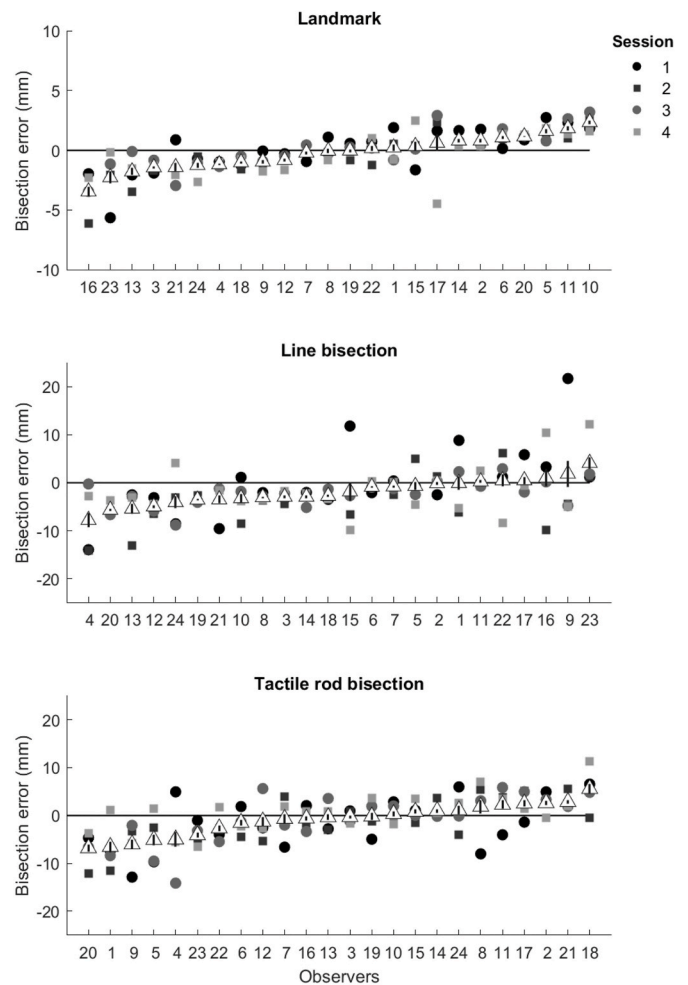 Landmark
Session
1
2
3
4
Bisection error (mm)
10
5
0
-5
-10
16 23 13 3 21 24 4 18 9 12 7 8 19 22 1 15 17 14 2 6 20 5 11 10
Line bisection
Bisection error (mm)
20
10
0
-10
-20
4 20 13 12 24 19 21 10 8 3 14 18 15 6 7 5 2 1 11 22 17 16 9 23
Tactile rod bisection
Bisection error (mm)
20
10
0
-10
-20
20 1 9 5 4 23 22 6 12 7 16 13 3 19 10 15 14 24 8 11 17 2 21 18
Observers